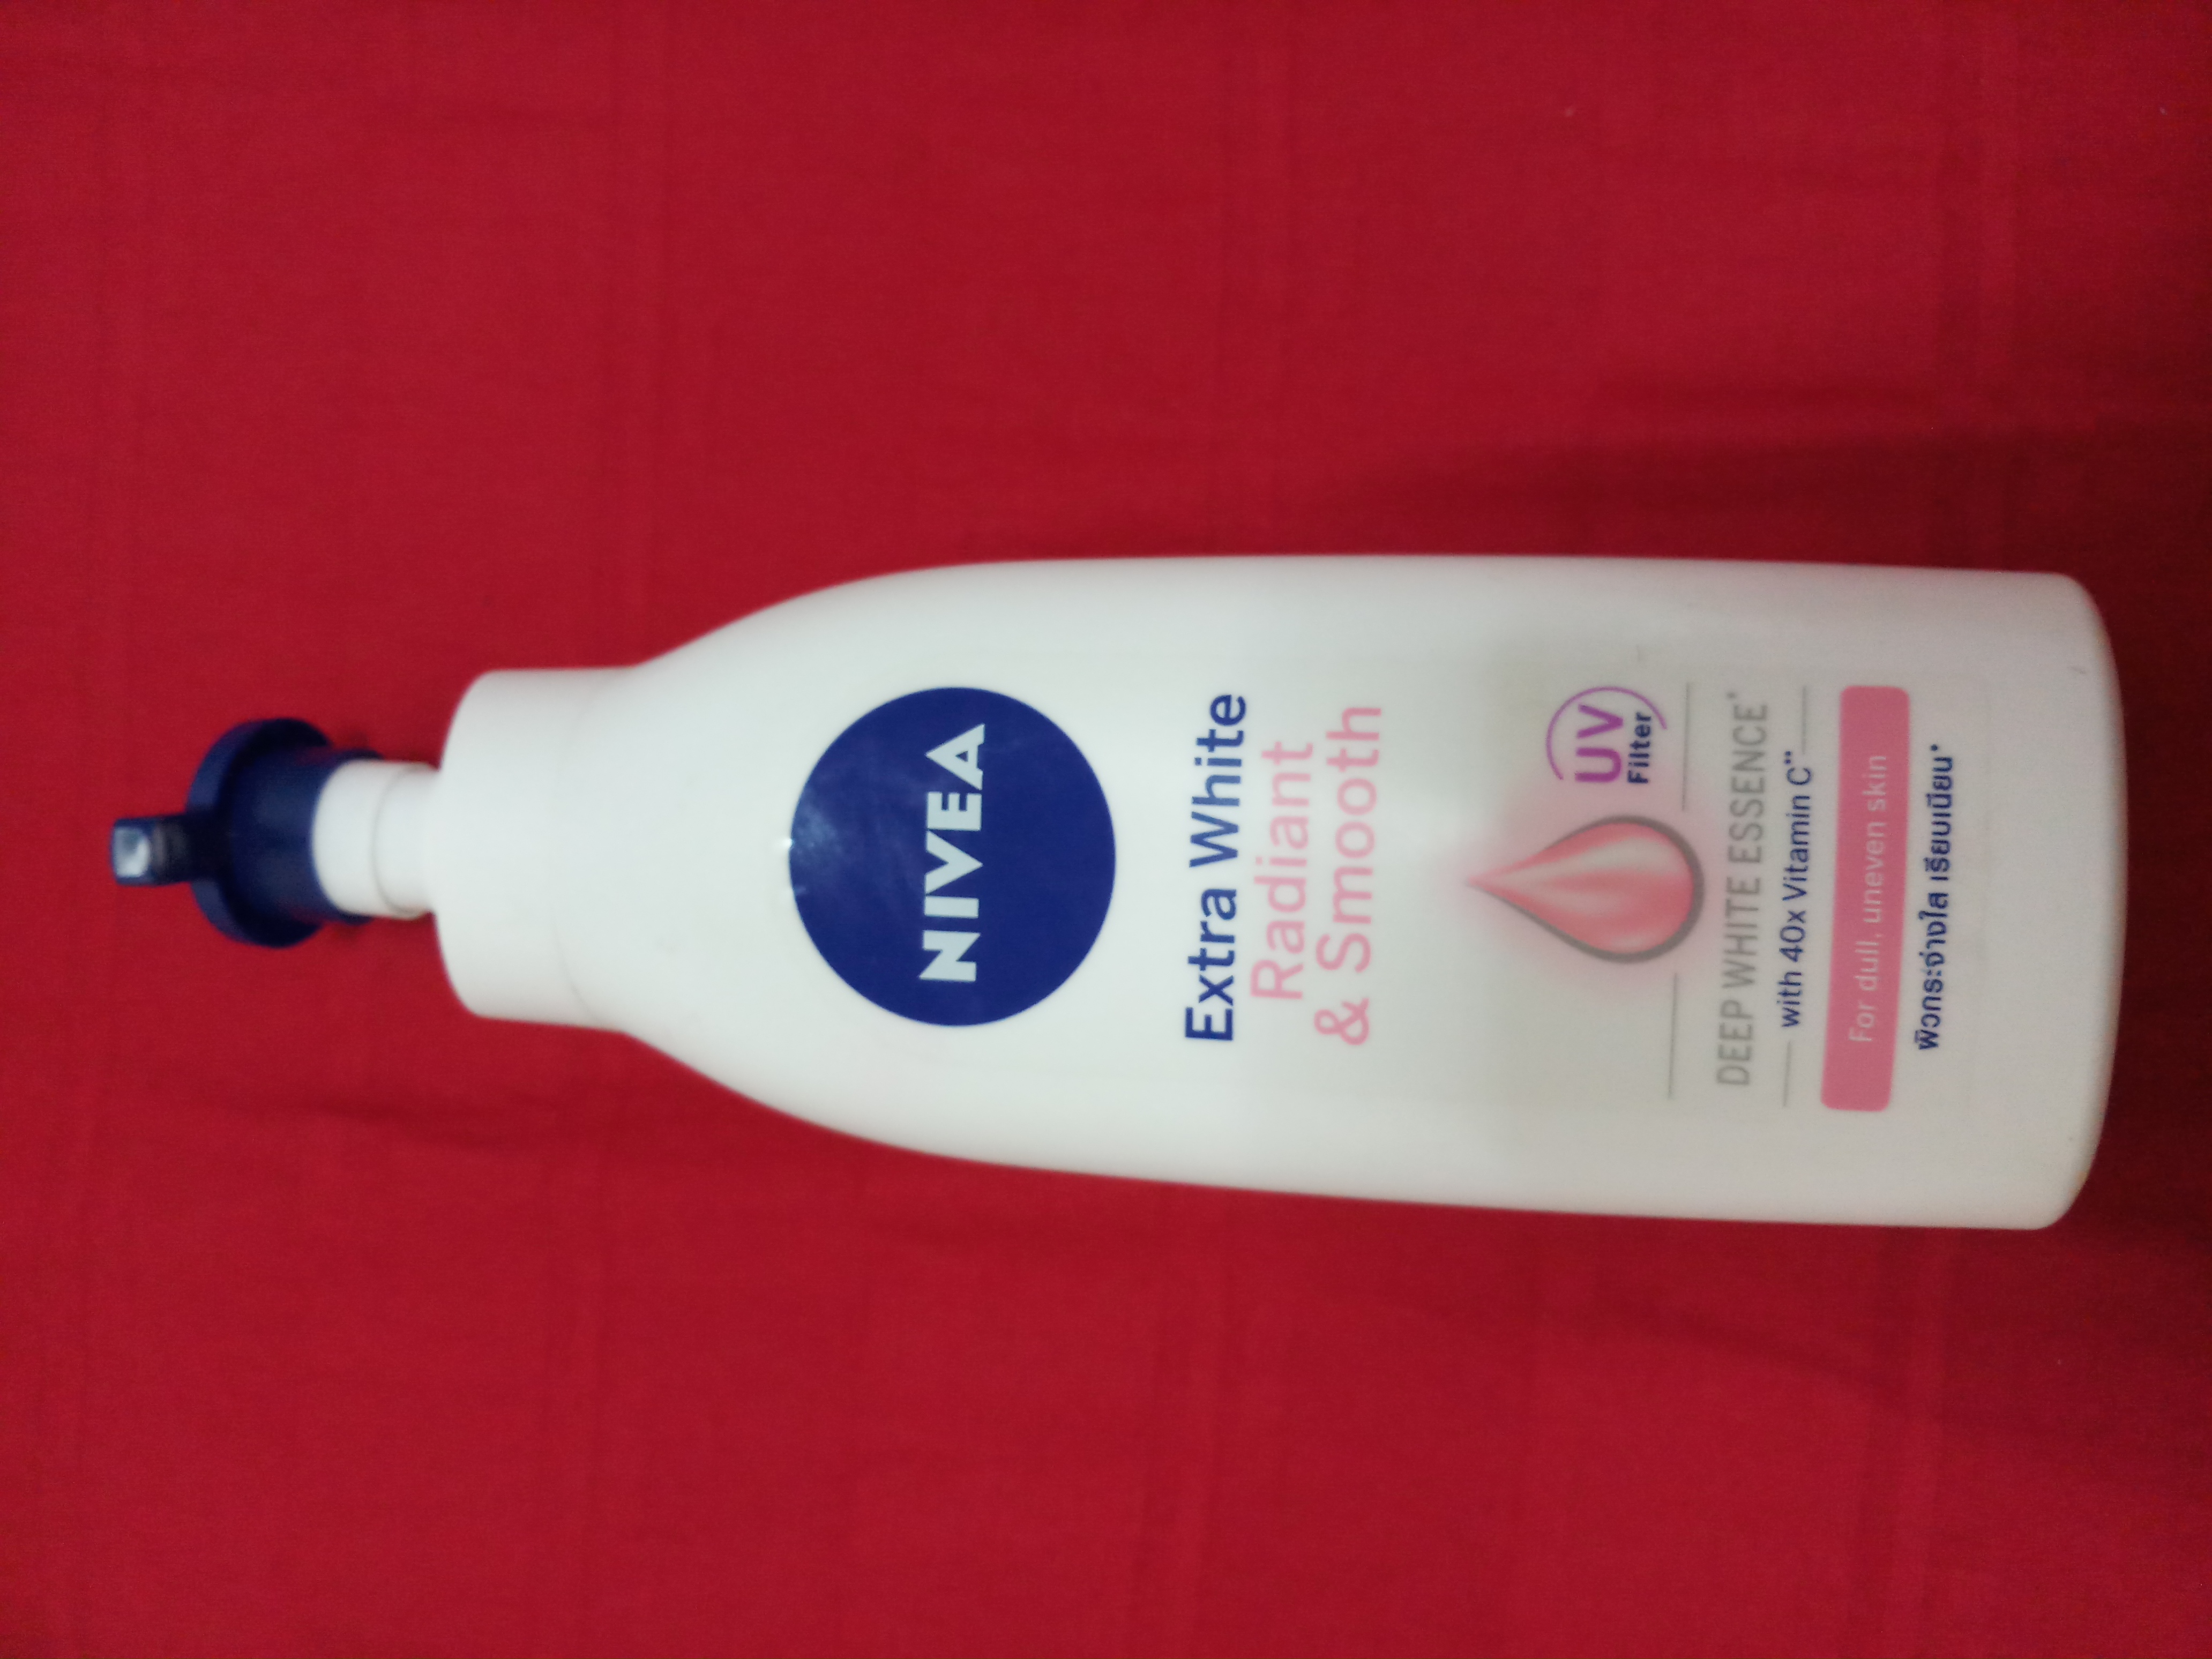 NIVEA
Extra White
Radiant
& Smooth
UV
Filter
DEEP WHITE ESSENCE*
with 40x Vitamin C**
For dull, uneven skin
ผิวกระจ่างใส เรียบเนียน*